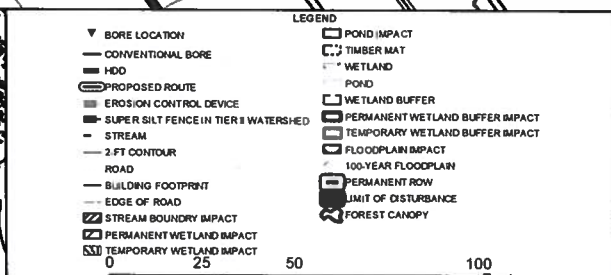 LEGEND
BORE LOCATION
CONVENTIONAL BORE
HDD
PROPOSED ROUTE
EROSION CONTROL DEVICE
SUPER SILT FENCE IN TIER II WATERSHED
STREAM
2-FT CONTOUR
ROAD
BUILDING FOOTPRINT
EDGE OF ROAD
STREAM BOUNDRY IMPACT
PERMANENT WETLAND IMPACT
TEMPORARY WETLAND IMPACT
POND IMPACT
TIMBER MAT
WETLAND
POND
WETLAND BUFFER
PERMANENT WETLAND BUFFER IMPACT
TEMPORARY WETLAND BUFFER IMPACT
FLOODPLAIN IMPACT
100-YEAR FLOODPLAIN
PERMANENT ROW
LIMIT OF DISTURBANCE
FOREST CANOPY
0 25 50 100